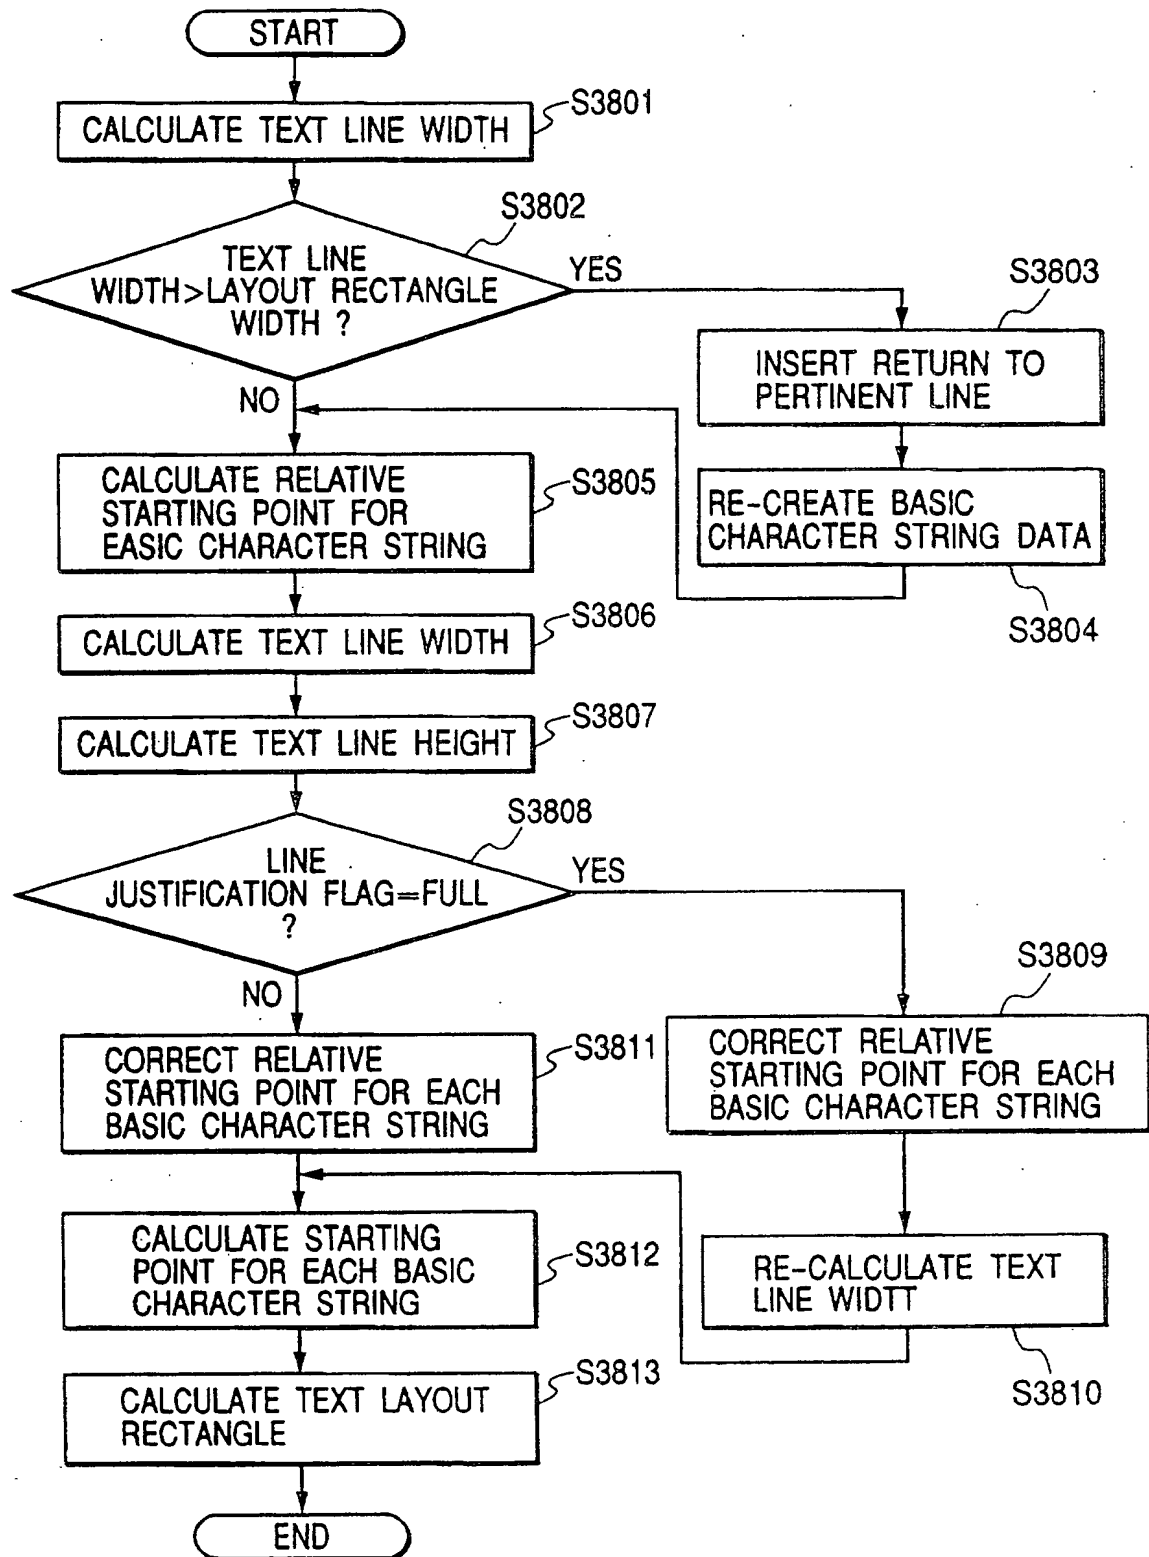 START
S3801
CALCULATE TEXT LINE WIDTH
S3802
TEXT LINE
WIDTH>LAYOUT RECTANGLE
WIDTH ?
YES
NO
S3803
INSERT RETURN TO
PERTINENT LINE
RE-CREATE BASIC
CHARACTER STRING DATA
S3804
CALCULATE RELATIVE
STARTING POINT FOR
EASIC CHARACTER STRING
S3805
CALCULATE TEXT LINE WIDTH
S3806
CALCULATE TEXT LINE HEIGHT
S3807
S3808
LINE
JUSTIFICATION FLAG=FULL
?
YES
NO
S3809
CORRECT RELATIVE
STARTING POINT FOR EACH
BASIC CHARACTER STRING
RE-CALCULATE TEXT
LINE WIDTT
S3810
CORRECT RELATIVE
STARTING POINT FOR EACH
BASIC CHARACTER STRING
S3811
CALCULATE STARTING
POINT FOR EACH BASIC
CHARACTER STRING
S3812
CALCULATE TEXT LAYOUT
RECTANGLE
S3813
END